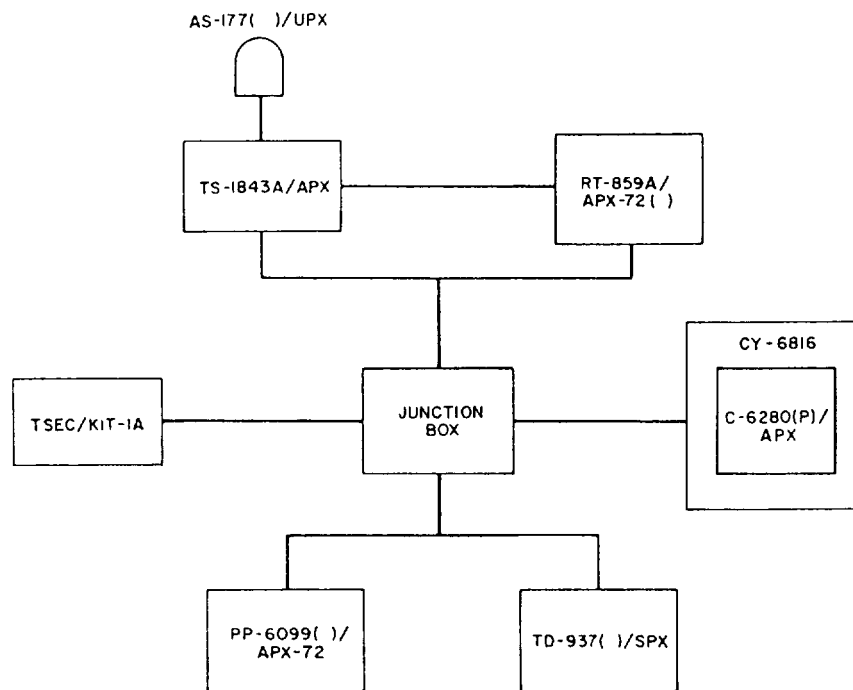 AS-177( )/UPX
TS-1843A/APX
RT-859A/
APX-72( )
CY-6816
C-6280(P)/
APX
JUNCTION
BOX
TSEC/KIT-1A
PP-6099( )/
APX-72
TD-937( )/SPX